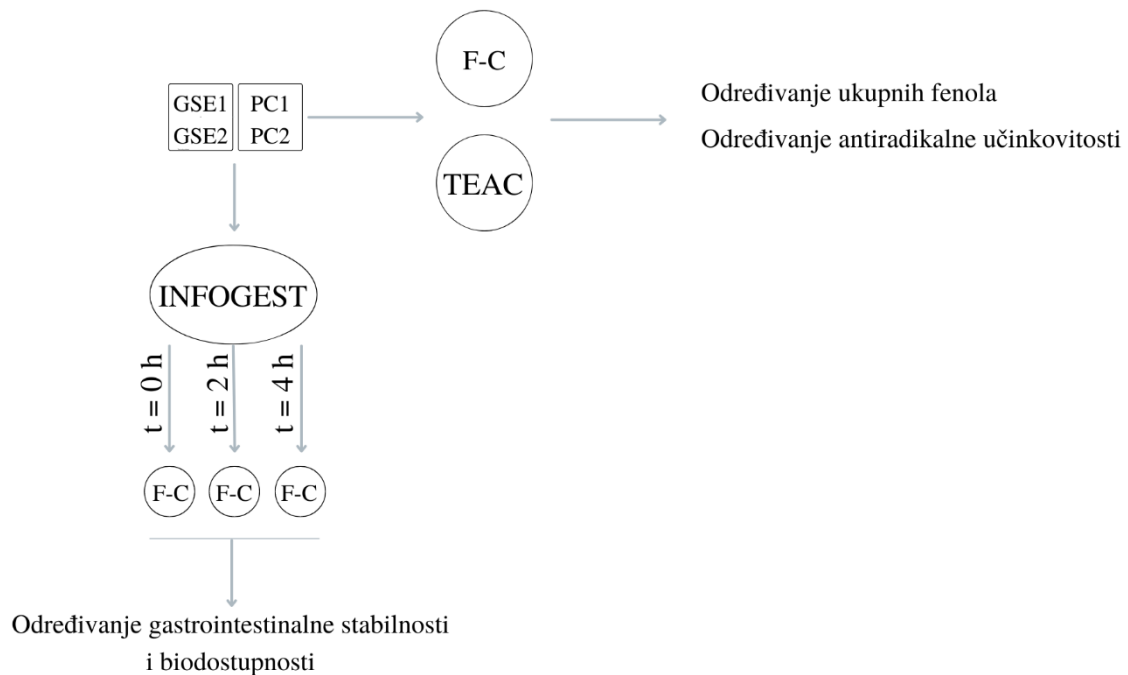 F-C
GSE1 PC1
GSE2 PC2
TEAC
Određivanje ukupnih fenola
Određivanje antiradikalne učinkovitosti
INFOGEST
t = 0 h
t = 2 h
t = 4 h
F-C F-C F-C
Određivanje gastrointestinalne stabilnosti
i biodostupnosti